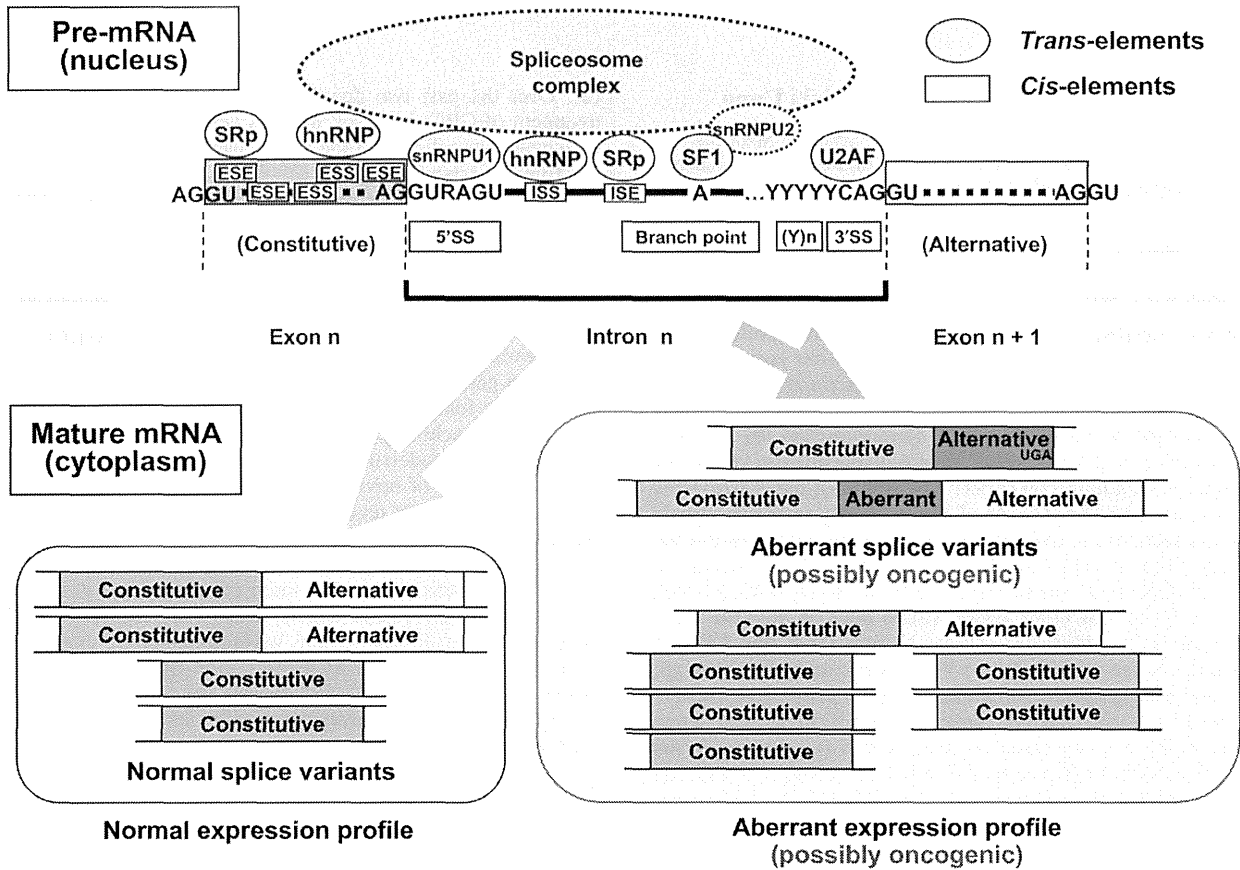 Pre-mRNA
(nucleus)
Spliceosome
complex
Trans-elements
Cis-elements
SRp hnRNP snRNPU1 hnRNP SRp SF1 snRNPU2 U2AF
ESE ESS ESE
AGGU ESE ESS AG GURAGU ISS ISE A ...YYYYYCAG GU AGGU
(Constitutive) 5'SS Branch point (Y)n 3'SS (Alternative)
Exon n Intron n Exon n + 1
Mature mRNA
(cytoplasm)
Constitutive Alternative
Constitutive Alternative
Constitutive
Constitutive
Normal splice variants
Normal expression profile
Constitutive Alternative
UGA
Constitutive Aberrant Alternative
Aberrant splice variants
(possibly oncogenic)
Constitutive Alternative
Constitutive Constitutive
Constitutive Constitutive
Constitutive
Aberrant expression profile
(possibly oncogenic)